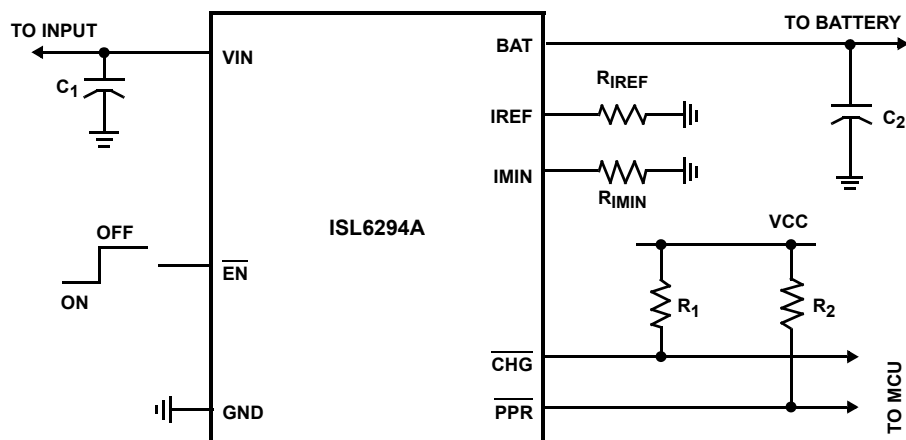 TO INPUT
VIN
C1
OFF
ON
EN
GND
ISL6294A
BAT
TO BATTERY
IREF
RIREF
IMIN
RIMIN
C2
VCC
R1
R2
CHG
PPR
TO MCU